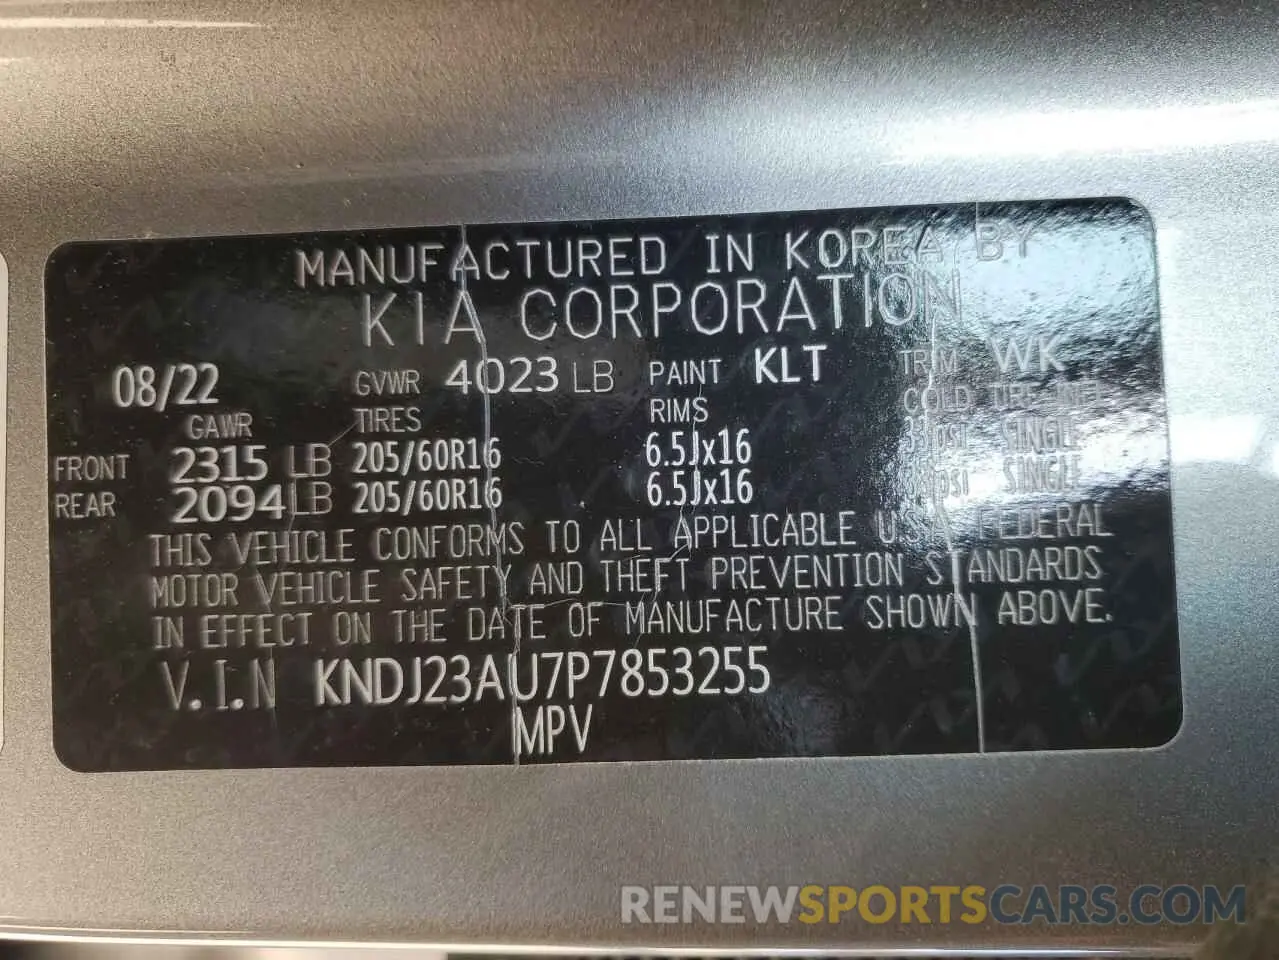 MANUFACTURED IN KOREA BY
KIA CORPORATION
08/22 GVWR 4023 LB PAINT KLT TRIM WK
GAWR TIRES RIMS COLD TIRE INFL
FRONT 2315 LB 205/60R16 6.5Jx16 SINGLE
REAR 2094 LB 205/60R16 6.5Jx16 SINGLE
THIS VEHICLE CONFORMS TO ALL APPLICABLE U.S.A FEDERAL
MOTOR VEHICLE SAFETY AND THEFT PREVENTION STANDARDS
IN EFFECT ON THE DATE OF MANUFACTURE SHOWN ABOVE.
V.I.N KNDJ23AU7P7853255
MPV
RENEWSPORTSCARS.COM